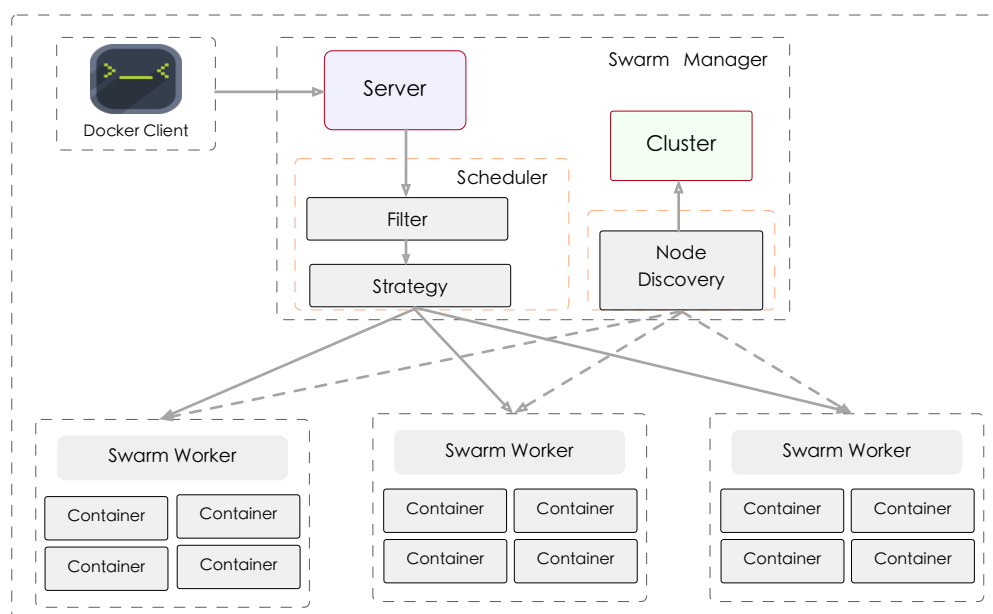 >__<
Docker Client
Server
Swarm Manager
Cluster
Scheduler
Filter
Strategy
Node
Discovery
Swarm Worker
Container Container
Container Container
Swarm Worker
Container Container
Container Container
Swarm Worker
Container Container
Container Container